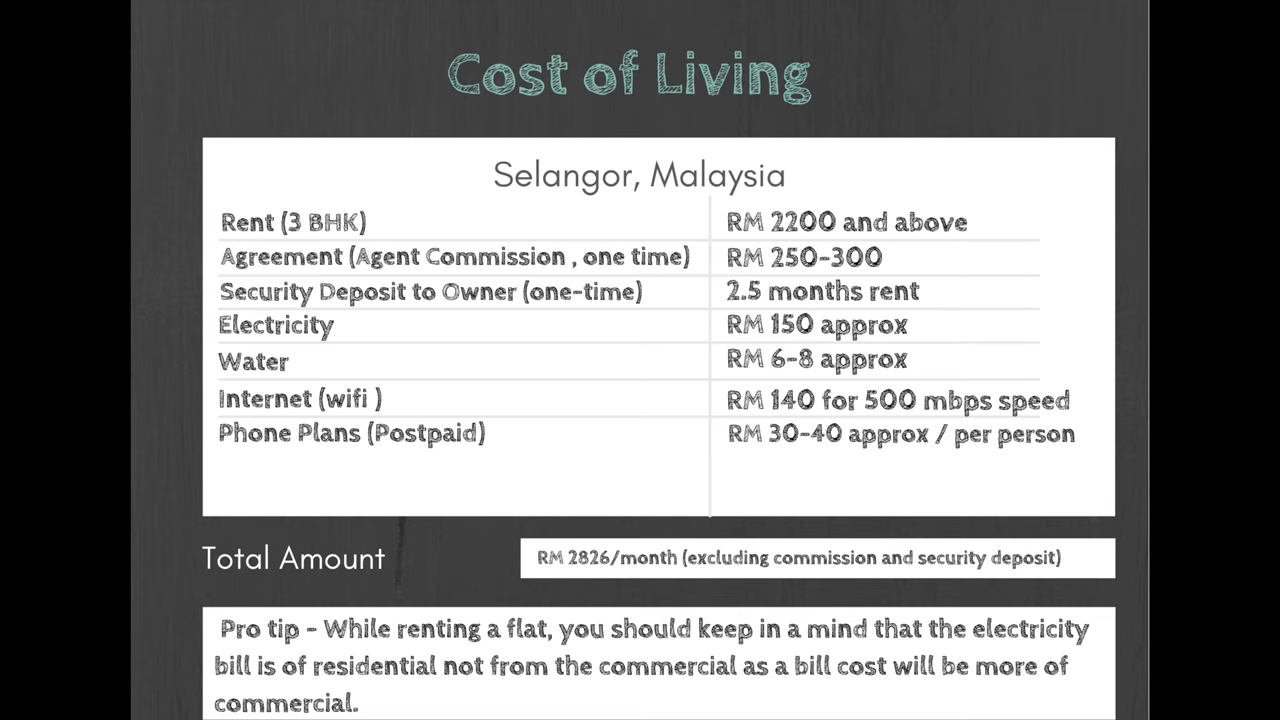 Cost of Living
Selangor, Malaysia
Rent (3 BHK) RM 2200 and above
Agreement (Agent Commission , one time) RM 250-300
Security Deposit to Owner (one-time) 2.5 months rent
Electricity RM 150 approx
Water RM 6-8 approx
Internet (wifi ) RM 140 for 500 mbps speed
Phone Plans (Postpaid) RM 30-40 approx / per person
Total Amount RM 2826/month (excluding commission and security deposit)
Pro tip - While renting a flat, you should keep in a mind that the electricity
bill is of residential not from the commercial as a bill cost will be more of
commercial.